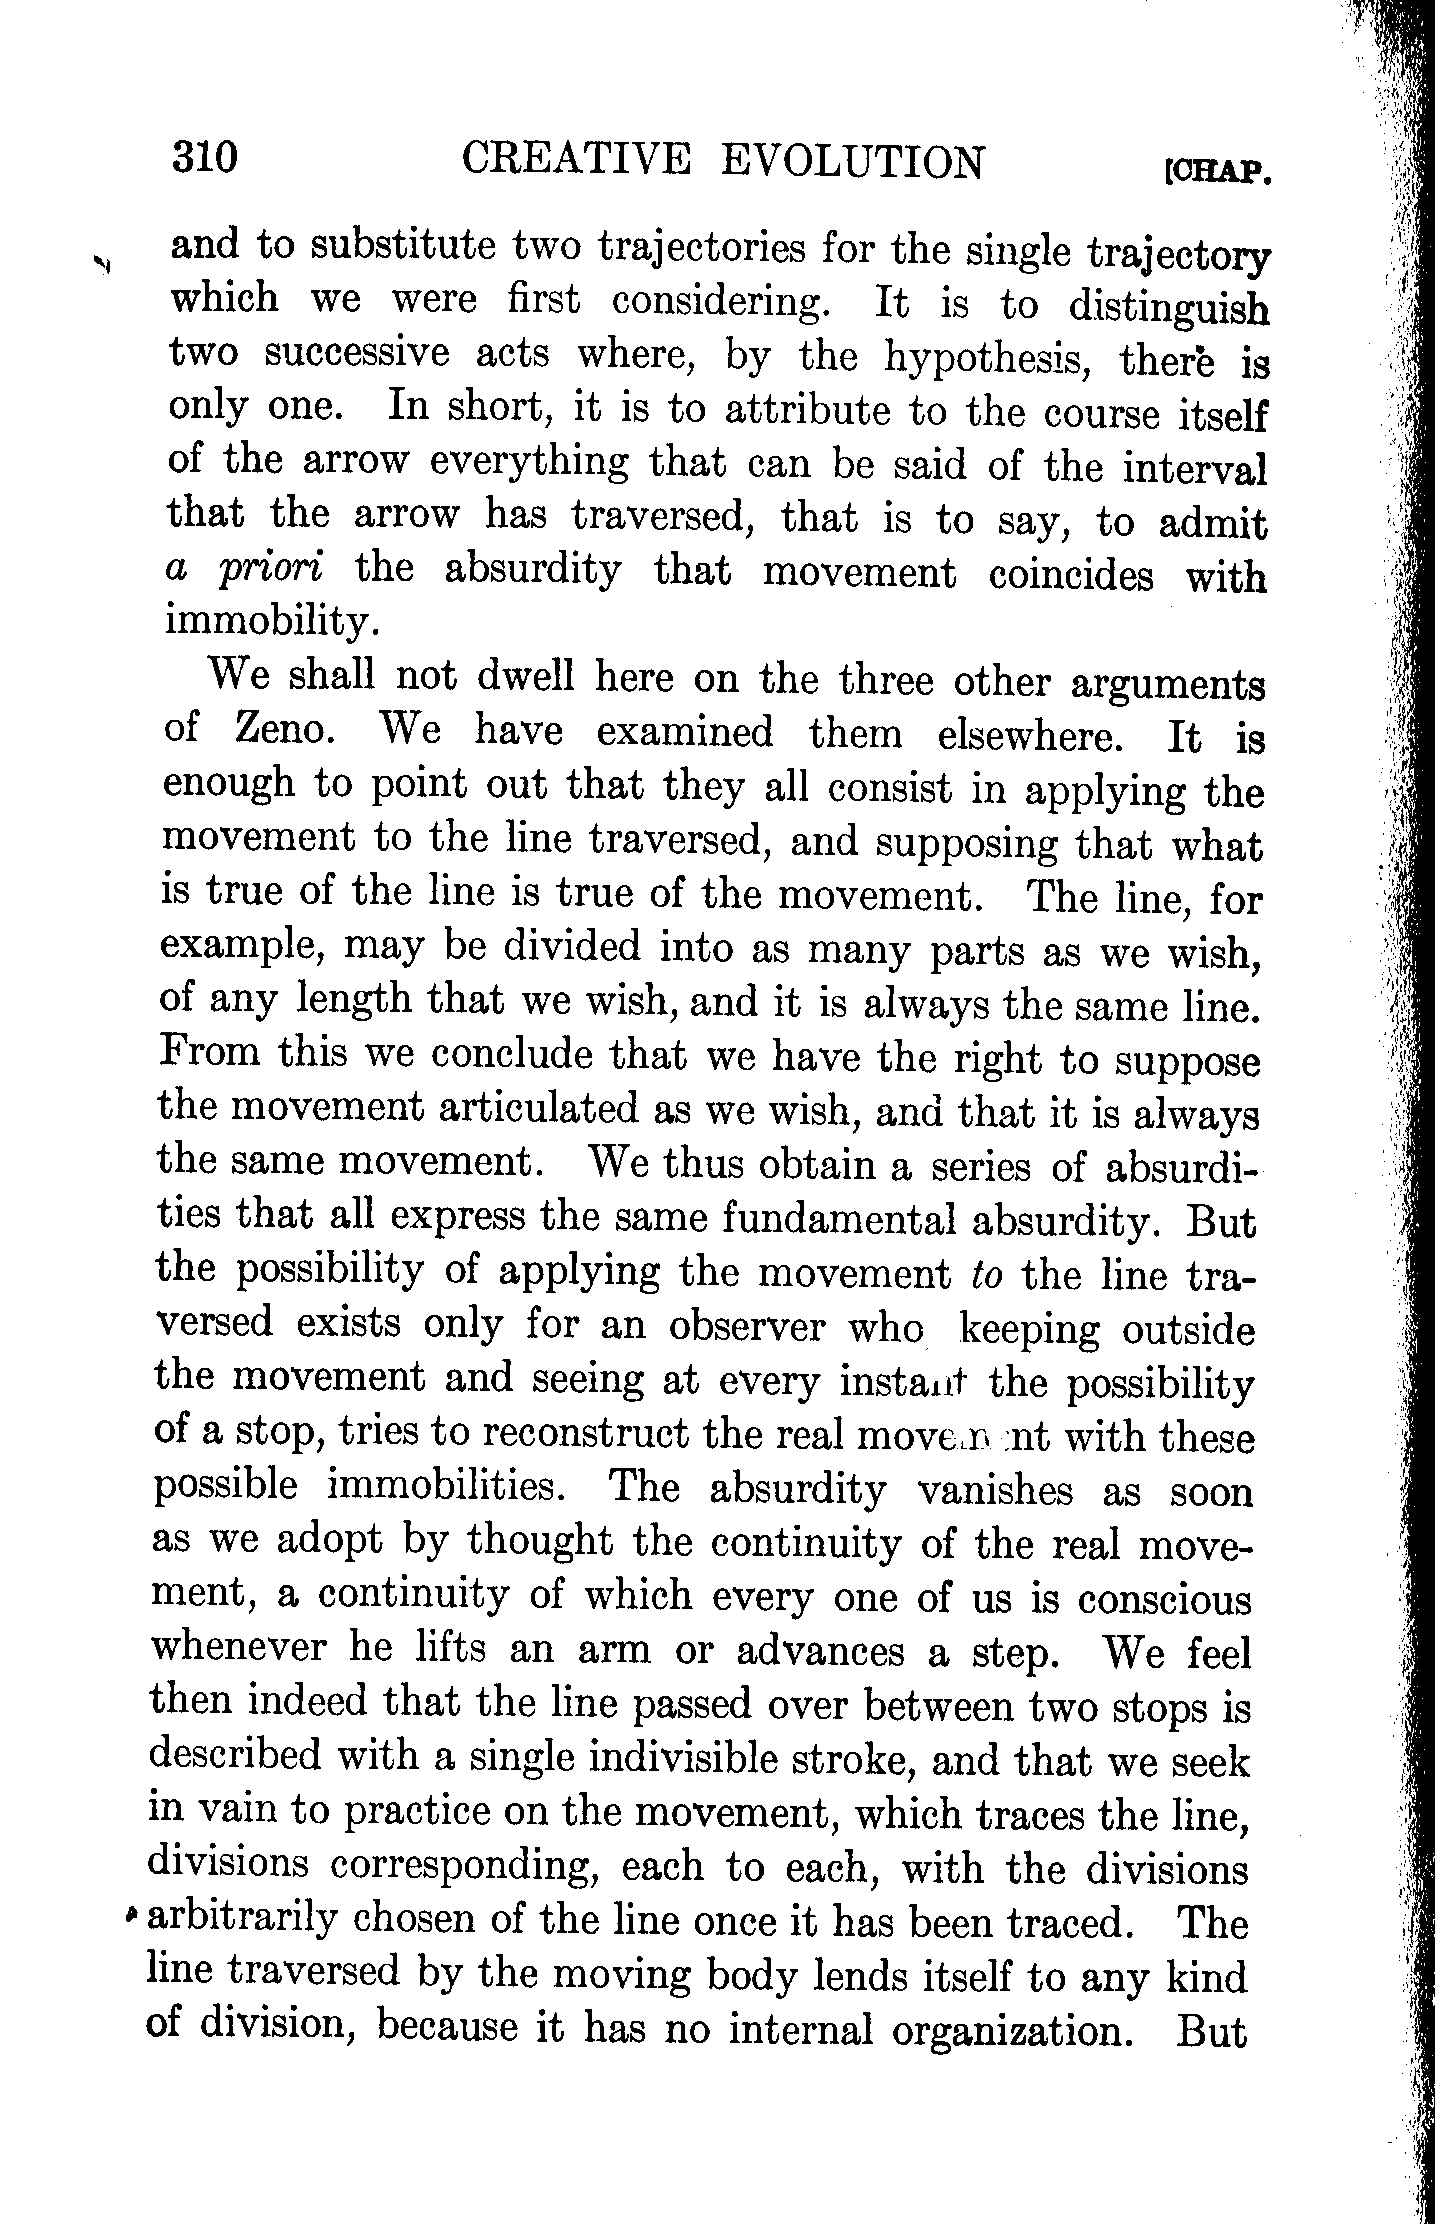 310 CREATIVE EVOLUTION [CHAP.
and to substitute two trajectories for the single trajectory
which we were first considering. It is to distinguish
two successive acts where, by the hypothesis, there is
only one. In short, it is to attribute to the course itself
of the arrow everything that can be said of the interval
that the arrow has traversed, that is to say, to admit
a priori the absurdity that movement coincides with
immobility.
We shall not dwell here on the three other arguments
of Zeno. We have examined them elsewhere. It is
enough to point out that they all consist in applying the
movement to the line traversed, and supposing that what
is true of the line is true of the movement. The line, for
example, may be divided into as many parts as we wish,
of any length that we wish, and it is always the same line.
From this we conclude that we have the right to suppose
the movement articulated as we wish, and that it is always
the same movement. We thus obtain a series of absurdi-
ties that all express the same fundamental absurdity. But
the possibility of applying the movement to the line tra-
versed exists only for an observer who keeping outside
the movement and seeing at every instant the possibility
of a stop, tries to reconstruct the real movement with these
possible immobilities. The absurdity vanishes as soon
as we adopt by thought the continuity of the real move-
ment, a continuity of which every one of us is conscious
whenever he lifts an arm or advances a step. We feel
then indeed that the line passed over between two stops is
described with a single indivisible stroke, and that we seek
in vain to practice on the movement, which traces the line,
divisions corresponding, each to each, with the divisions
arbitrarily chosen of the line once it has been traced. The
line traversed by the moving body lends itself to any kind
of division, because it has no internal organization. But